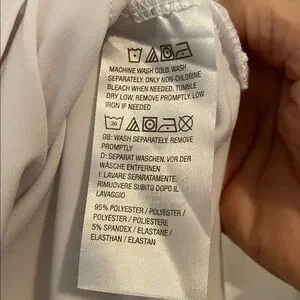 MACHINE WASH COLD, WASH
SEPARATELY, ONLY NON-CHLORINE
BLEACH WHEN NEEDED, TUMBLE
DRY LOW, REMOVE PROMPTLY, LOW
IRON IF NEEDED
30
GB: WASH SEPARATELY, REMOVE
PROMPTLY
D: SEPARAT WASCHEN, VOR DER
WÄSCHE ENTFERNEN
I: LAVARE SEPARATAMENTE,
RIMUOVERE SUBITO DOPO IL
LAVAGGIO
95% POLYESTER / POLYESTER /
POLYESTER / POLIESTERE
5% SPANDEX / ELASTANE /
ELASTHAN / ELASTAN